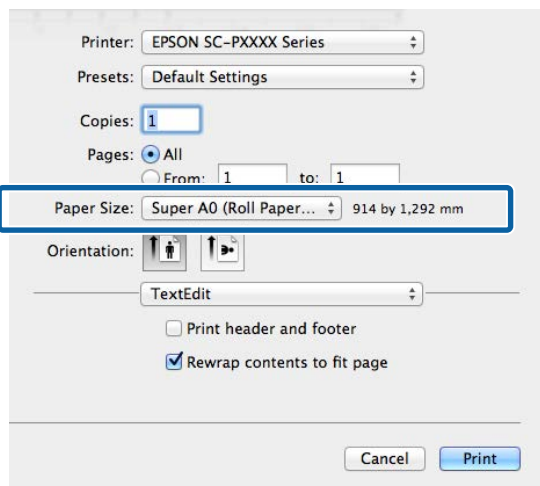 Printer: EPSON SC-PXXXX Series
Presets: Default Settings
Copies: 1
Pages: All
From: 1 to: 1
Paper Size: Super A0 (Roll Paper... 914 by 1,292 mm
Orientation:
TextEdit
Print header and footer
Rewrap contents to fit page
Cancel Print